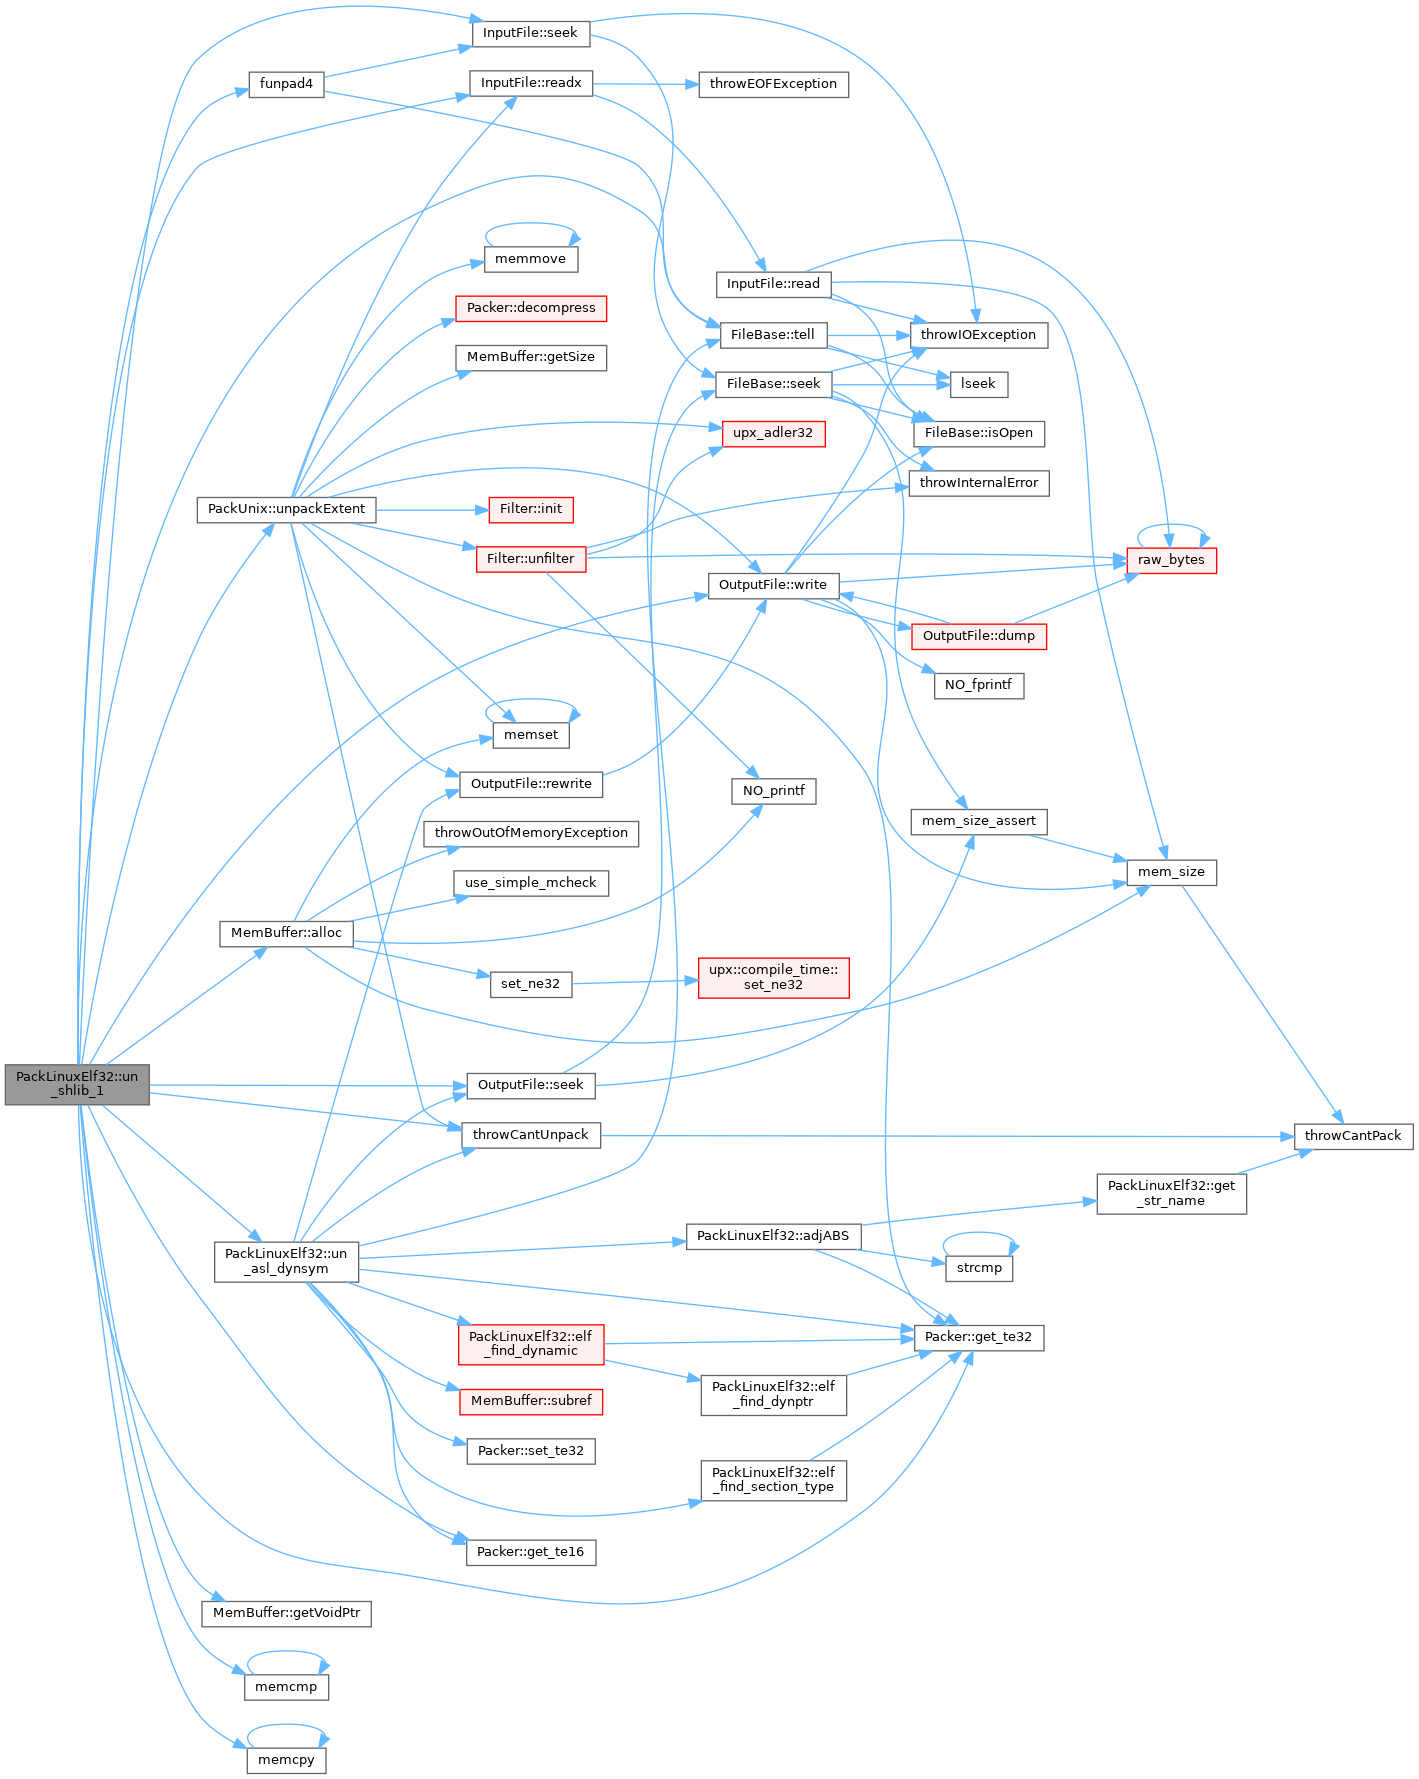 InputFile::seek
funpad4
InputFile::readx
throwEOFException
memmove
InputFile::read
Packer::decompress
FileBase::tell
throwIOException
MemBuffer::getSize
FileBase::seek
lseek
upx_adler32
FileBase::isOpen
throwInternalError
PackUnix::unpackExtent
Filter::init
Filter::unfilter
raw_bytes
OutputFile::write
OutputFile::dump
NO_fprintf
memset
OutputFile::rewrite
NO_printf
throwOutOfMemoryException
mem_size_assert
use_simple_mcheck
mem_size
MemBuffer::alloc
set_ne32
upx::compile_time::
set_ne32
PackLinuxElf32::un
_shlib_1
OutputFile::seek
throwCantUnpack
throwCantPack
PackLinuxElf32::get
_str_name
PackLinuxElf32::adjABS
PackLinuxElf32::un
_asl_dynsym
strcmp
PackLinuxElf32::elf
_find_dynamic
Packer::get_te32
MemBuffer::subref
PackLinuxElf32::elf
_find_dynptr
Packer::set_te32
PackLinuxElf32::elf
_find_section_type
Packer::get_te16
MemBuffer::getVoidPtr
memcmp
memcpy